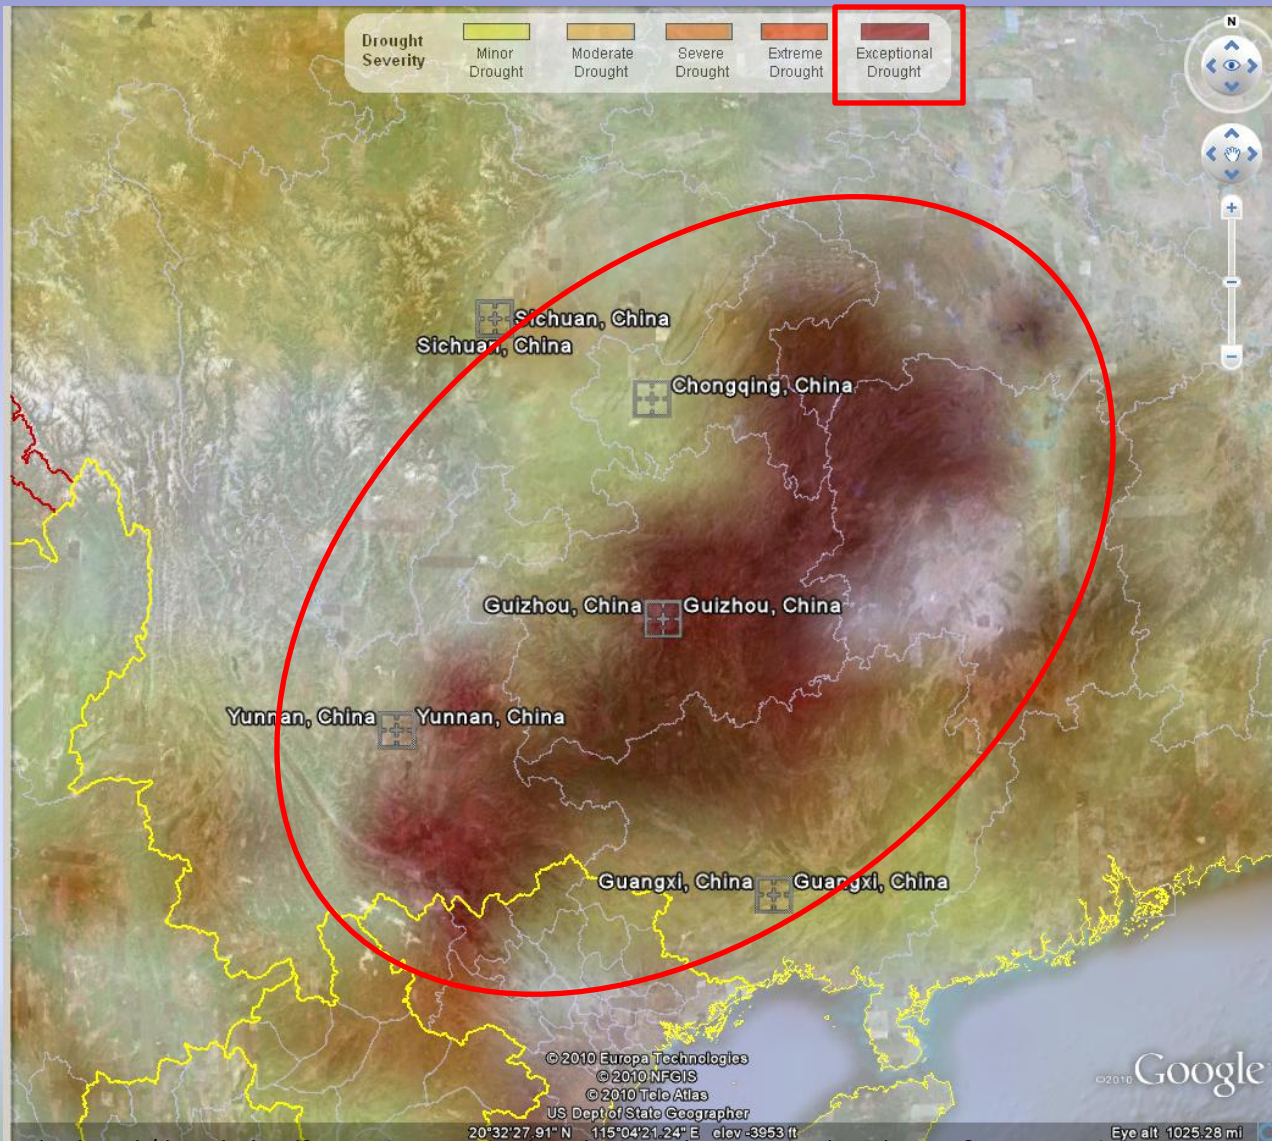 Drought Severity
Minor Drought
Moderate Drought
Severe Drought
Extreme Drought
Exceptional Drought
N
Sichuan, China
Sichuan, China
Chongqing, China
Guizhou, China Guizhou, China
Yunnan, China Yunnan, China
Guangxi, China Guangxi, China
© 2010 Europa Technologies
© 2010 NFGIS
© 2010 Tele Atlas
US Dept of State Geographer
©2010 Google
20°32'27.91" N 115°04'21.24" E elev -3953 ft
Eye alt 1025.28 mi